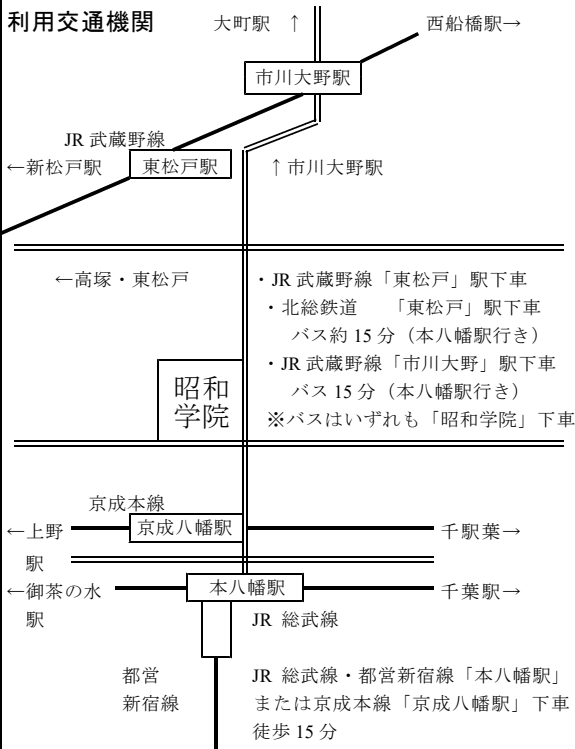 利用交通機関
大町駅 ↑
西船橋駅→
市川大野駅
JR 武蔵野線
←新松戸駅
東松戸駅
↑市川大野駅
←高塚・東松戸
・JR 武蔵野線「東松戸」駅下車
・北総鉄道 「東松戸」駅下車
バス約 15 分（本八幡駅行き）
・JR 武蔵野線「市川大野」駅下車
バス 15 分（本八幡駅行き）
※バスはいずれも「昭和学院」下車
昭和
学院
京成本線
←上野
駅
京成八幡駅
千駅葉→
←御茶の水
駅
本八幡駅
千葉駅→
JR 総武線
都営
新宿線
JR 総武線・都営新宿線「本八幡駅」
または京成本線「京成八幡駅」下車
徒歩 15 分